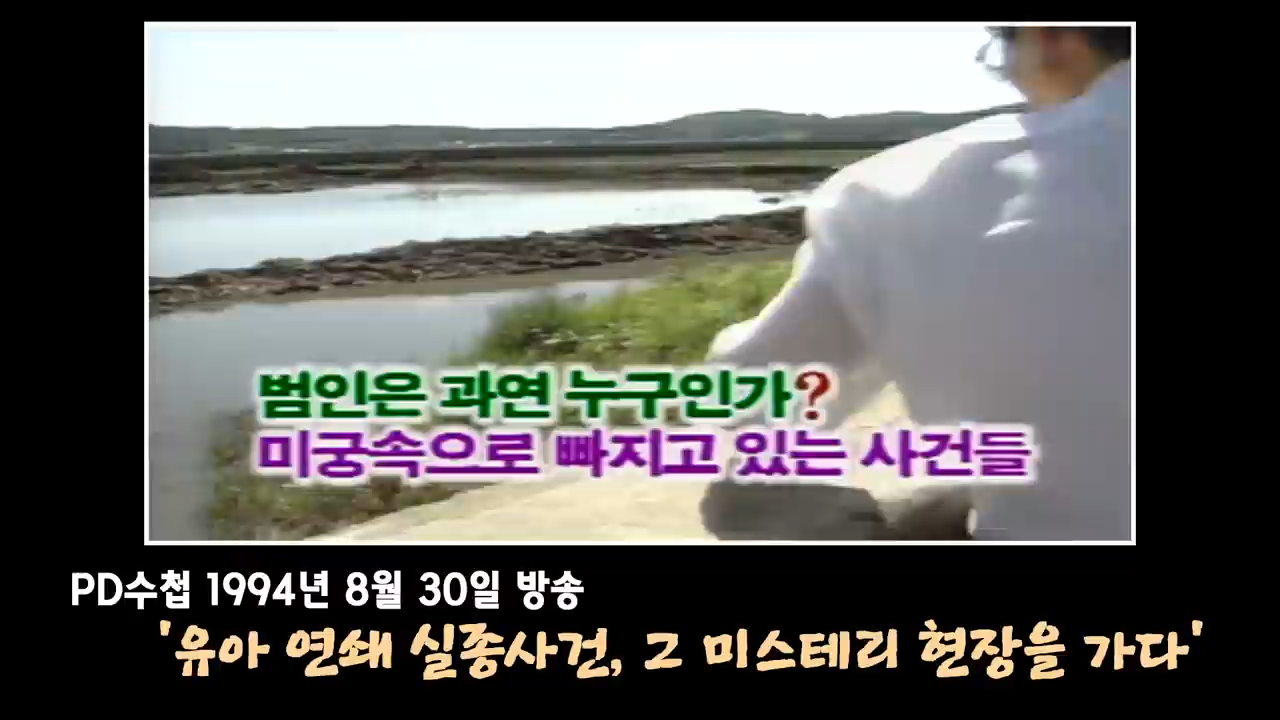 범인은 과연 누구인가?
미궁속으로 빠지고 있는 사건들
PD수첩 1994년 8월 30일 방송
'유아 연쇄 실종사건, 그 미스테리 현장을 가다'